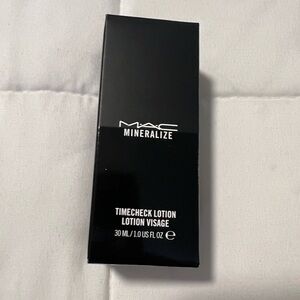 MAC
MINERALIZE
TIMECHECK LOTION
LOTION VISAGE
30 ML / 1.0 US FL OZ ℮